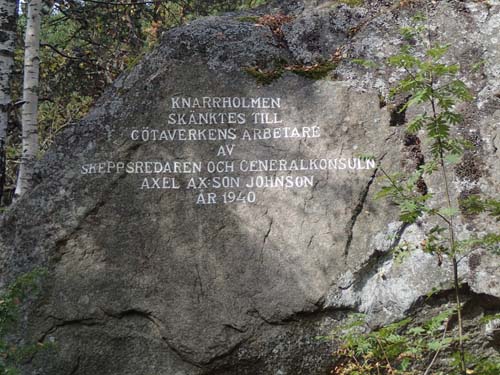 KNARRHOLMEN
SKÄNKTES TILL
GÖTAVERKENS ARBETARE
AV
SKEPPSREDAREN OCH GENERALKONSULN
AXEL AX:SON JOHNSON
ÅR 1940